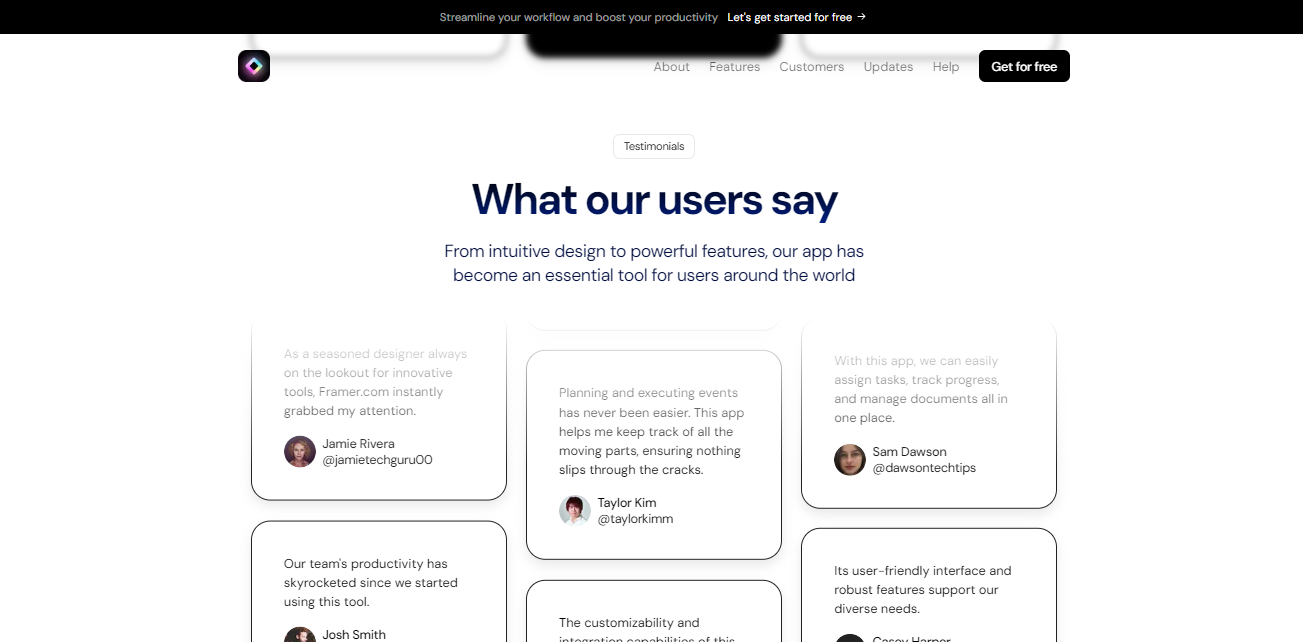 Streamline your workflow and boost your productivity Let's get started for free →
About Features Customers Updates Help Get for free
Testimonials
What our users say
From intuitive design to powerful features, our app has
become an essential tool for users around the world
As a seasoned designer always
on the lookout for innovative
tools, Framer.com instantly
grabbed my attention.
Jamie Rivera
@jamietechguru00
Our team's productivity has
skyrocketed since we started
using this tool.
Josh Smith
Planning and executing events
has never been easier. This app
helps me keep track of all the
moving parts, ensuring nothing
slips through the cracks.
Taylor Kim
@taylorkimm
The customizability and
integration capabilities of this
With this app, we can easily
assign tasks, track progress,
and manage documents all in
one place.
Sam Dawson
@dawsontechtips
Its user-friendly interface and
robust features support our
diverse needs.
Casey Harper